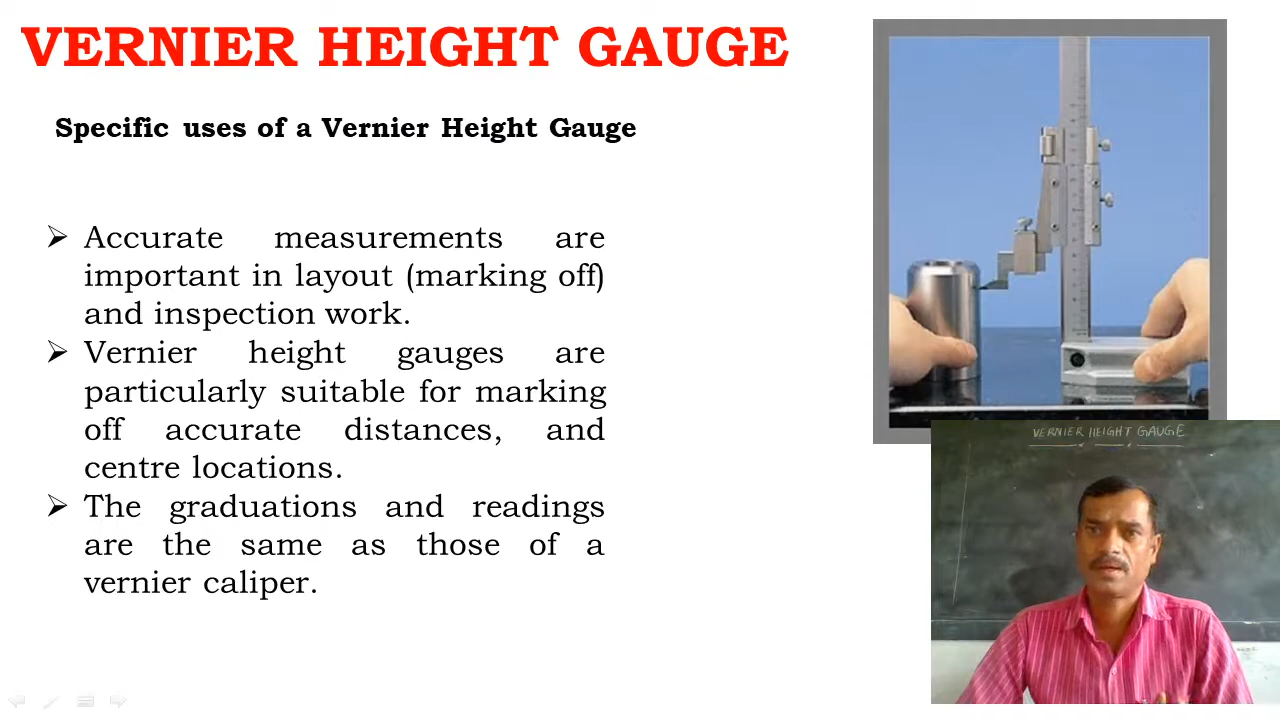 VERNIER HEIGHT GAUGE
Specific uses of a Vernier Height Gauge
➢ Accurate measurements are
important in layout (marking off)
and inspection work.
➢ Vernier height gauges are
particularly suitable for marking
off accurate distances, and
centre locations.
➢ The graduations and readings
are the same as those of a
vernier caliper.
VERNIER HEIGHT GAUGE